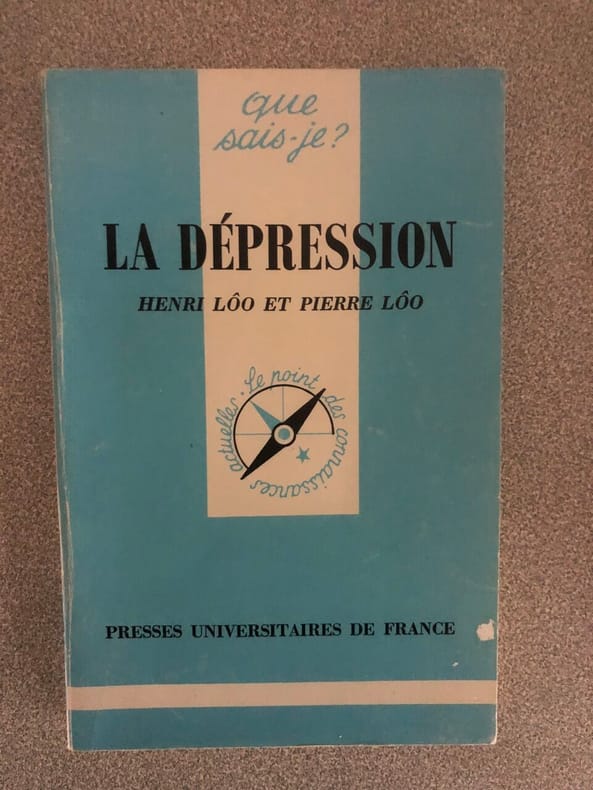 que
sais-je?
LA DÉPRESSION
HENRI LÔO ET PIERRE LÔO
Le point des connaissances actuelles.
PRESSES UNIVERSITAIRES DE FRANCE